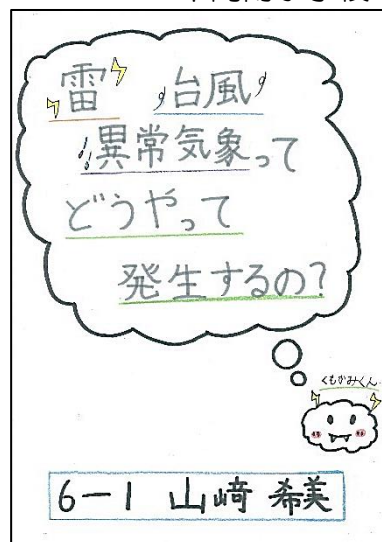 雷 台風
異常気象って
どうやって
発生するの?
くもがみくん
6-1 山﨑 希美